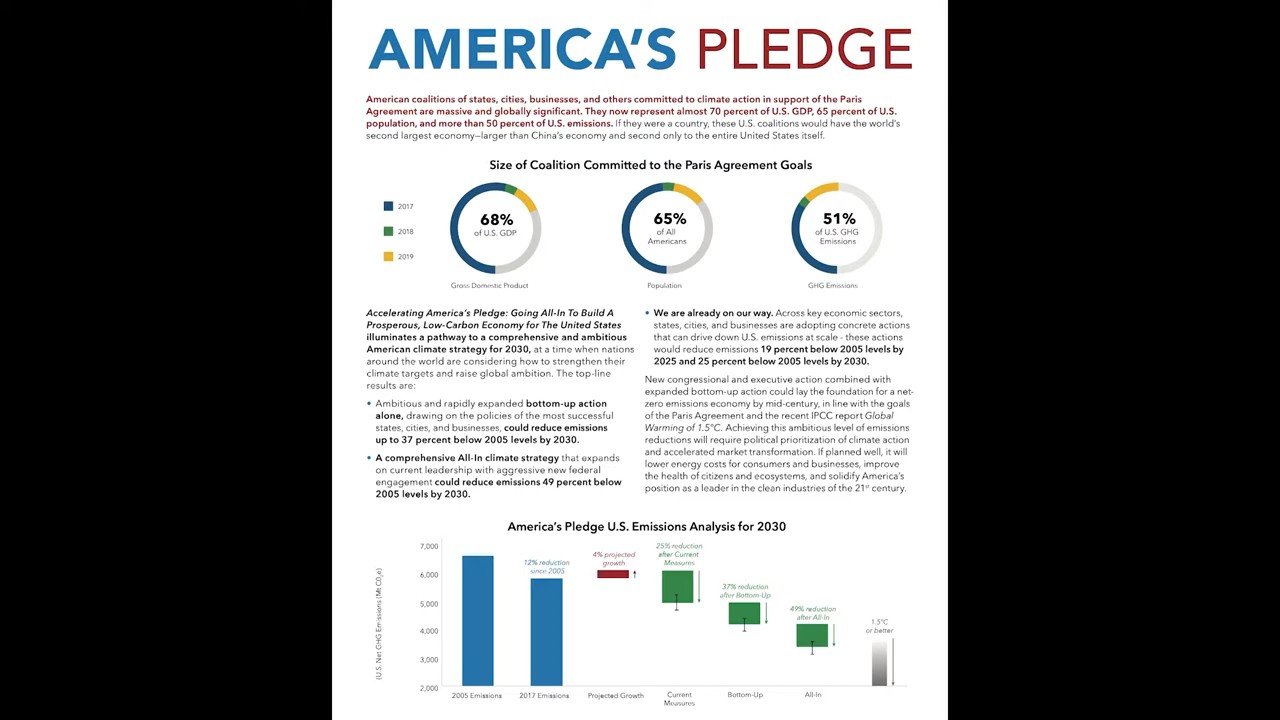 AMERICA'S PLEDGE
American coalitions of states, cities, businesses, and others committed to climate action in support of the Paris
Agreement are massive and globally significant. They now represent almost 70 percent of U.S. GDP, 65 percent of U.S.
population, and more than 50 percent of U.S. emissions. If they were a country, these U.S. coalitions would have the world's
second largest economy—larger than China's economy and second only to the entire United States itself.
Size of Coalition Committed to the Paris Agreement Goals
2017
2018
2019
68%
of U.S. GDP
Gross Domestic Product
65%
of All
Americans
Population
51%
of U.S. GHG
Emissions
GHG Emissions
Accelerating America's Pledge: Going All-In To Build A
Prosperous, Low-Carbon Economy for The United States
illuminates a pathway to a comprehensive and ambitious
American climate strategy for 2030, at a time when nations
around the world are considering how to strengthen their
climate targets and raise global ambition. The top-line
results are:
• Ambitious and rapidly expanded bottom-up action
alone, drawing on the policies of the most successful
states, cities, and businesses, could reduce emissions
up to 37 percent below 2005 levels by 2030.
• A comprehensive All-In climate strategy that expands
on current leadership with aggressive new federal
engagement could reduce emissions 49 percent below
2005 levels by 2030.
• We are already on our way. Across key economic sectors,
states, cities, and businesses are adopting concrete actions
that can drive down U.S. emissions at scale - these actions
would reduce emissions 19 percent below 2005 levels by
2025 and 25 percent below 2005 levels by 2030.
New congressional and executive action combined with
expanded bottom-up action could lay the foundation for a net-
zero emissions economy by mid-century, in line with the goals
of the Paris Agreement and the recent IPCC report Global
Warming of 1.5°C. Achieving this ambitious level of emissions
reductions will require political prioritization of climate action
and accelerated market transformation. If planned well, it will
lower energy costs for consumers and businesses, improve
the health of citizens and ecosystems, and solidify America's
position as a leader in the clean industries of the 21st century.
America's Pledge U.S. Emissions Analysis for 2030
(U.S. Net GHG Emissions (Mt CO2e)
7,000
6,000
5,000
4,000
3,000
2,000
12% reduction
since 2005
4% projected
growth
25% reduction
after Current
Measures
37% reduction
after Bottom-Up
49% reduction
after All-In
1.5°C
or better
2005 Emissions
2017 Emissions
Projected Growth
Current
Measures
Bottom-Up
All-In